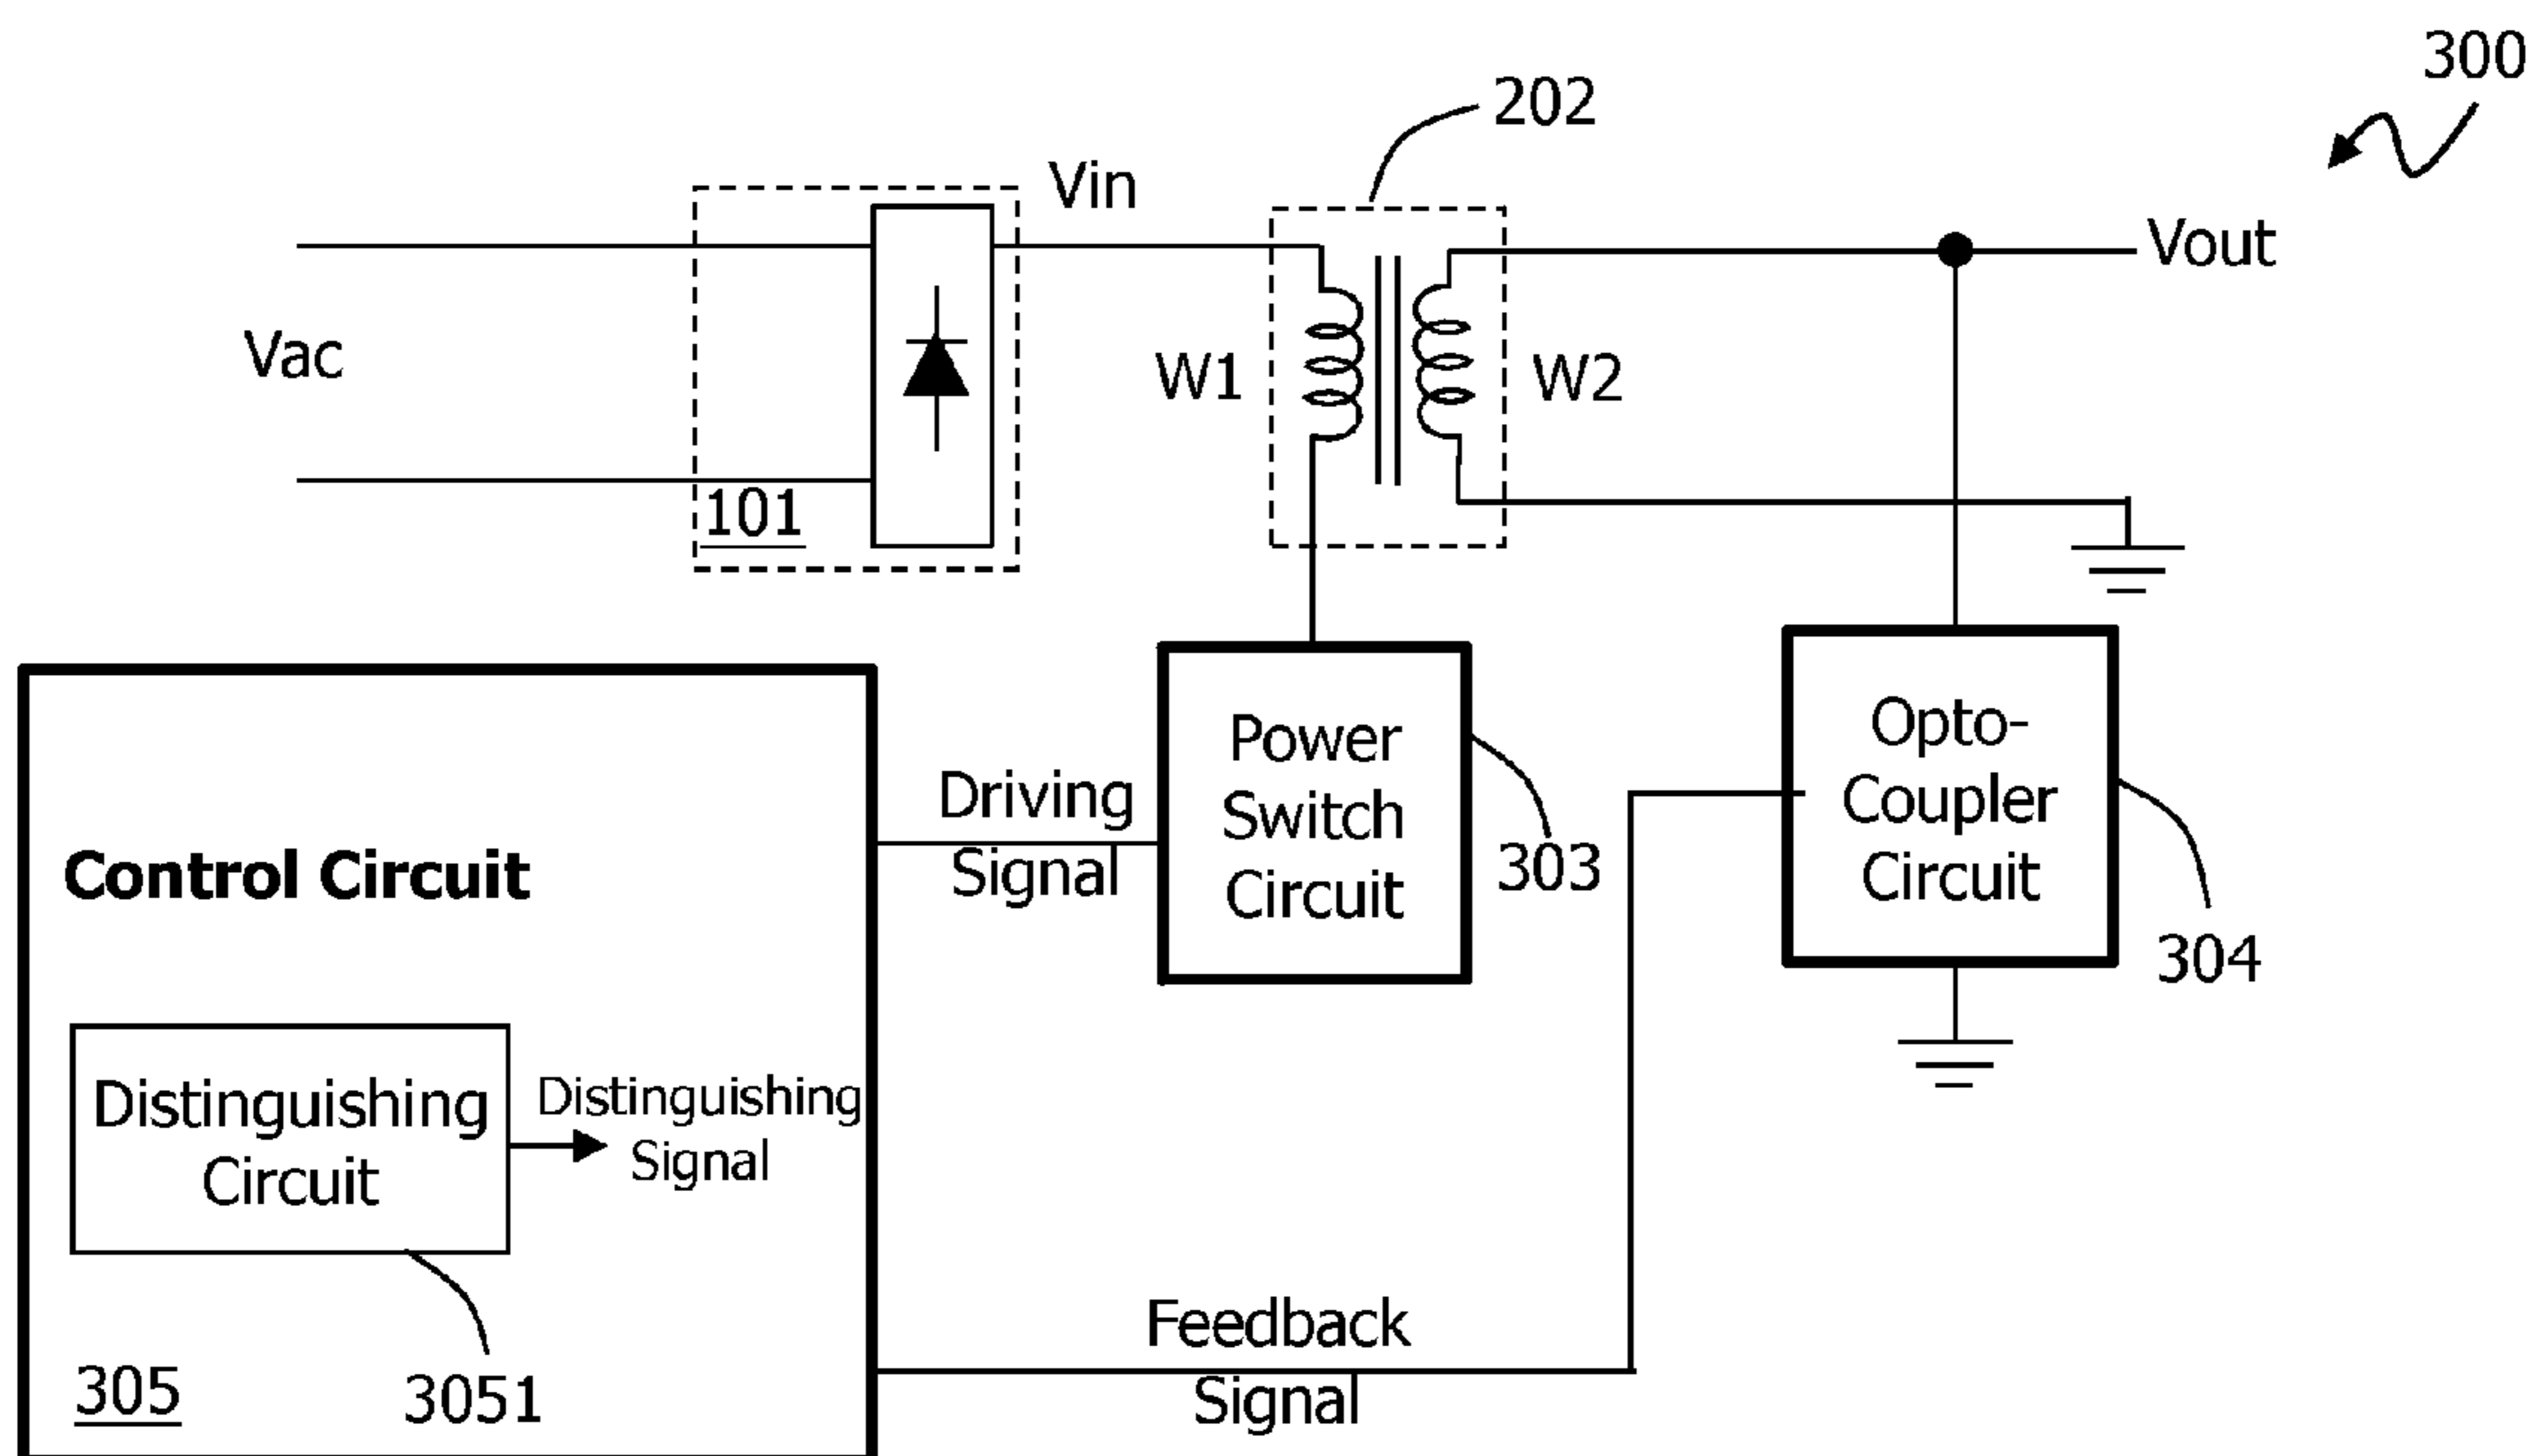 300
202
Vin
Vout
Vac
W1
W2
101
Power
Switch
Circuit
303
Opto-
Coupler
Circuit
304
Driving
Signal
Control Circuit
Distinguishing
Circuit
Distinguishing
Signal
3051
305
Feedback
Signal